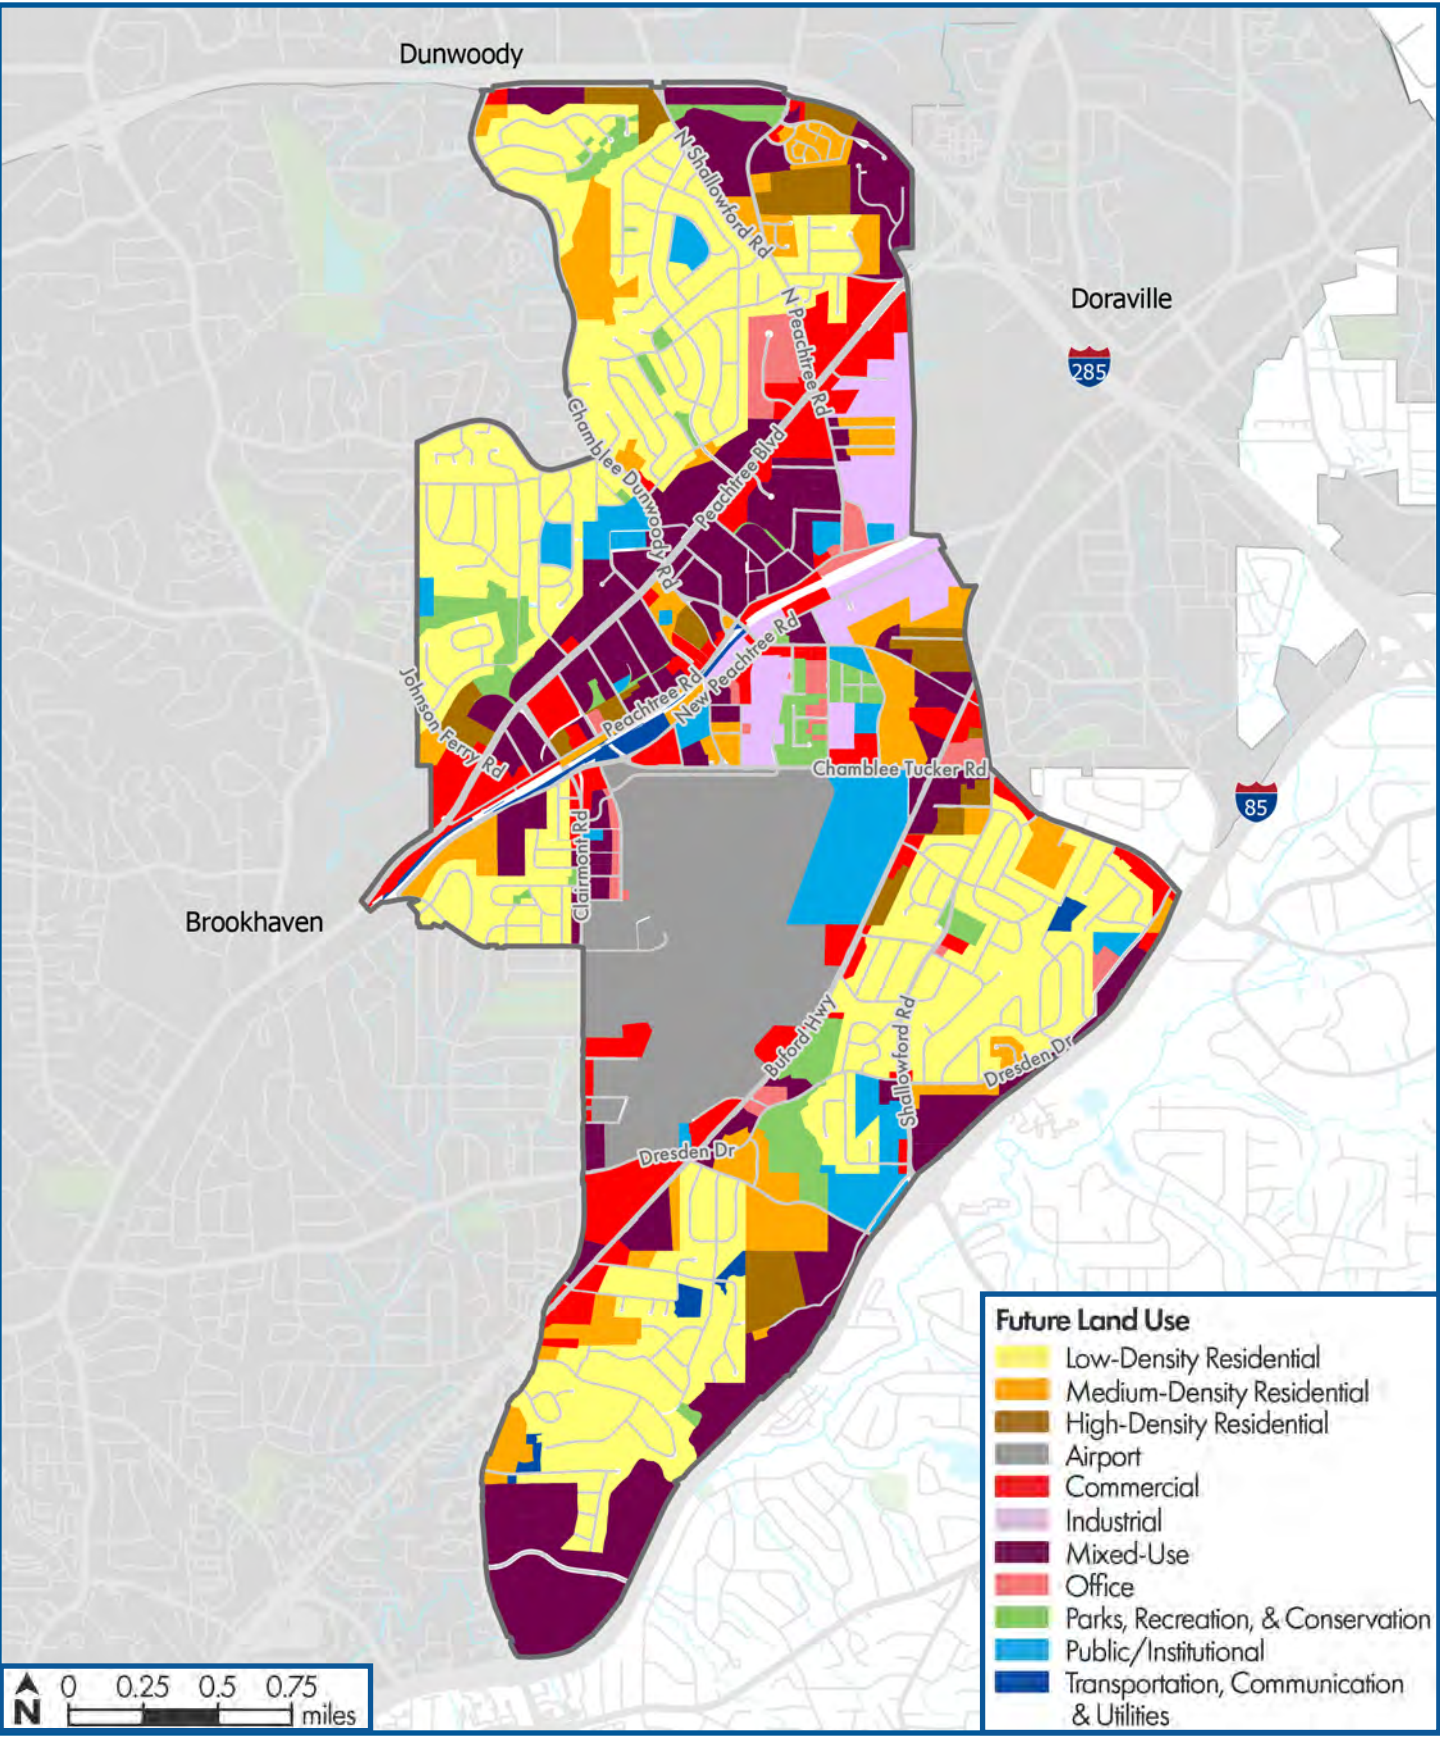 Dunwoody
N Shallowford Rd
Doraville
N Peachtree Rd
285
Chamblee Dunwoody Rd
Peachtree Blvd
New Peachtree Rd
Peachtree Rd
Johnson Ferry Rd
Chamblee Tucker Rd
85
Clairmont Rd
Brookhaven
Buford Hwy
Shallowford Rd
Dresden Dr
Dresden Dr
Future Land Use
Low-Density Residential
Medium-Density Residential
High-Density Residential
Airport
Commercial
Industrial
Mixed-Use
Office
Parks, Recreation, & Conservation
Public/Institutional
Transportation, Communication
& Utilities
N
0 0.25 0.5 0.75
miles